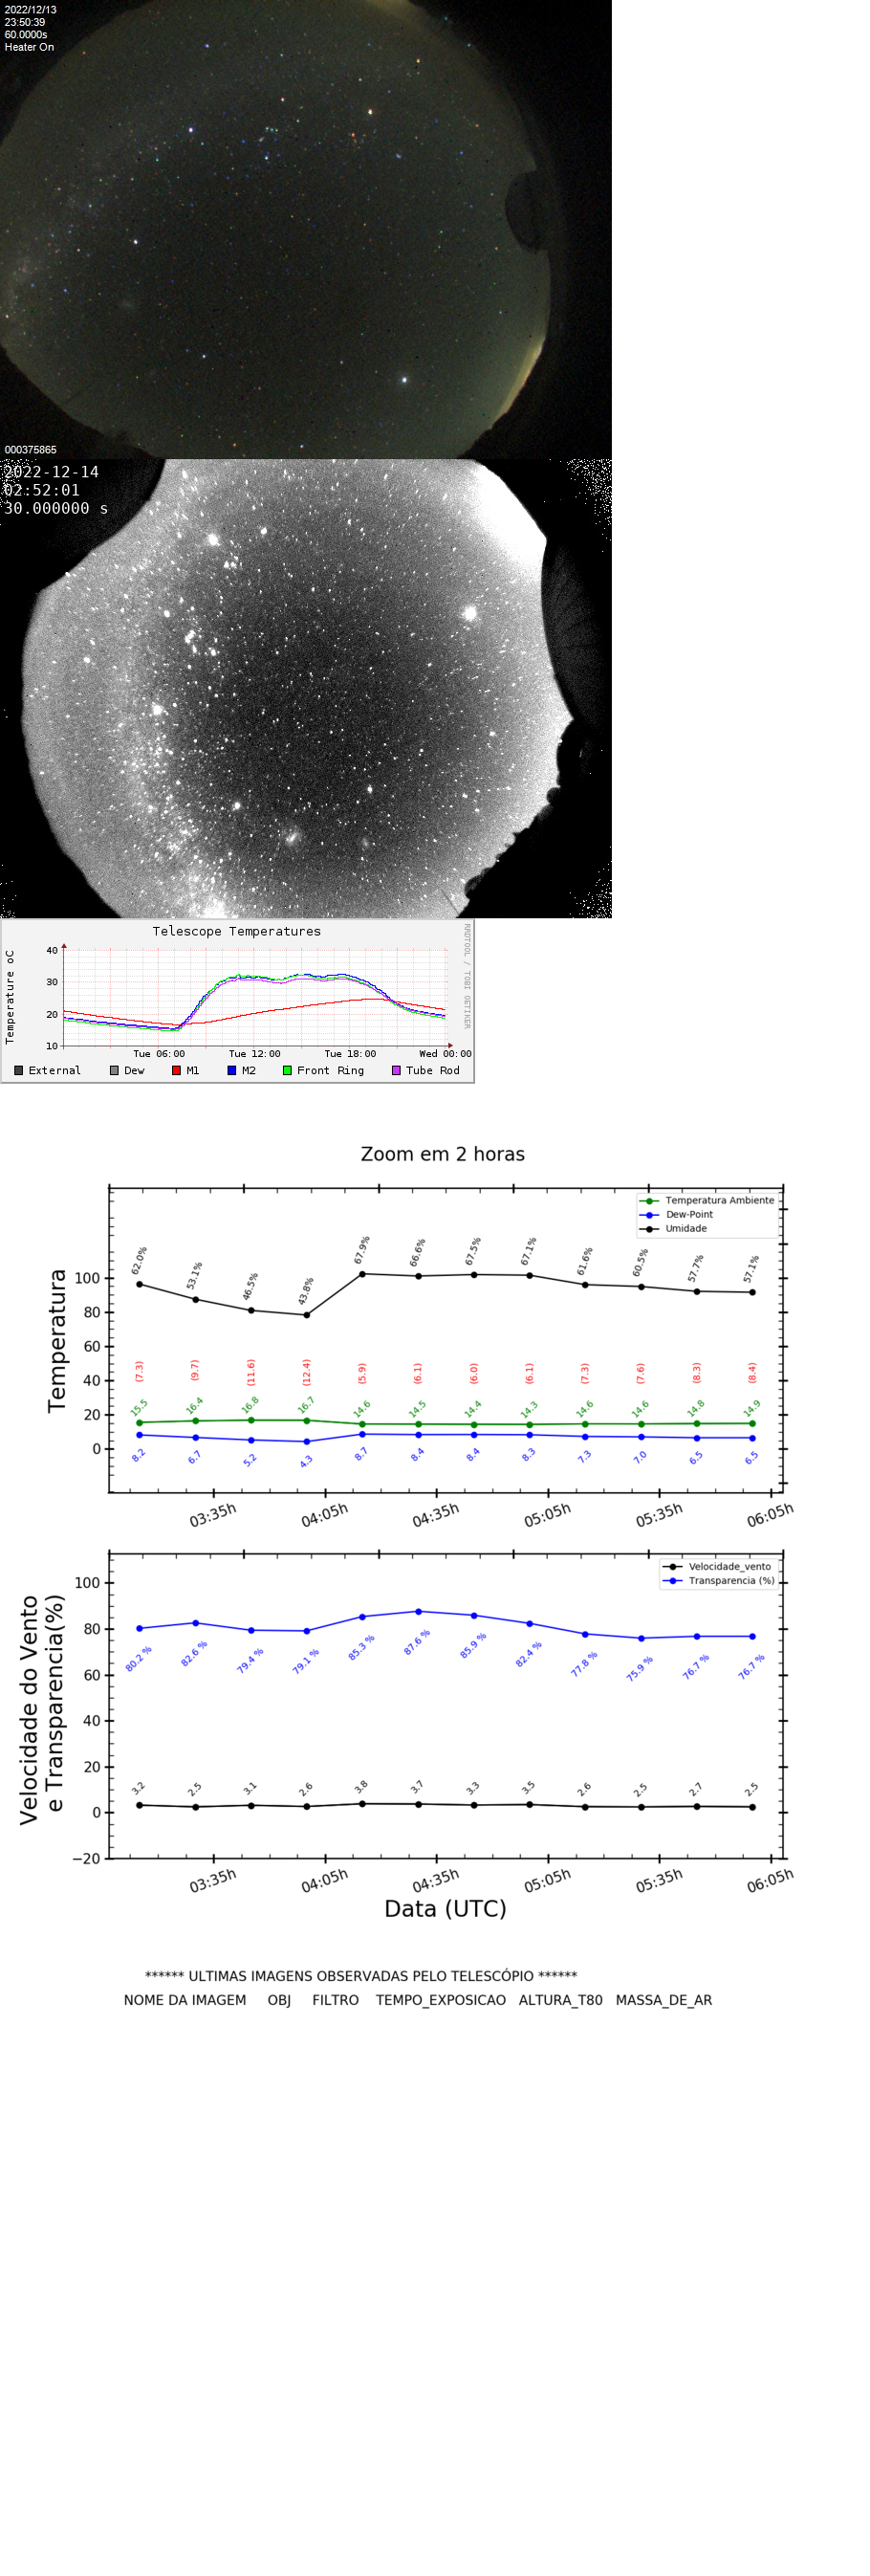 2022/12/13
23:50:39
60.0000s
Heater On
000375865
2022-12-14
02:52:01
30.000000 s
Telescope Temperatures
RRDTOOL / TOBI OETIKER
Temperature oC
40
30
20
10
Tue 06:00 Tue 12:00 Tue 18:00 Wed 00:00
External Dew M1 M2 Front Ring Tube Rod
Zoom em 2 horas
Temperatura Ambiente
Dew-Point
Umidade
Temperatura
100
80
60
40
20
0
62.0% 53.1% 46.5% 43.8% 67.9% 66.6% 67.5% 67.1% 61.6% 60.5% 57.7% 57.1%
(7.3) (9.7) (11.6) (12.4) (5.9) (6.1) (6.0) (6.1) (7.3) (7.6) (8.3) (8.4)
15.5 16.4 16.8 16.7 14.6 14.5 14.4 14.3 14.6 14.6 14.8 14.9
8.2 6.7 5.2 4.3 8.7 8.4 8.4 8.3 7.3 7.0 6.5 6.5
03:35h 04:05h 04:35h 05:05h 05:35h 06:05h
Velocidade_vento
Transparencia (%)
Velocidade do Vento
e Transparencia(%)
100
80
60
40
20
0
−20
80.2 % 82.6 % 79.4 % 79.1 % 85.3 % 87.6 % 85.9 % 82.4 % 77.8 % 75.9 % 76.7 % 76.7 %
3.2 2.5 3.1 2.6 3.8 3.7 3.3 3.5 2.6 2.5 2.7 2.5
03:35h 04:05h 04:35h 05:05h 05:35h 06:05h
Data (UTC)
****** ULTIMAS IMAGENS OBSERVADAS PELO TELESCÓPIO ******
NOME DA IMAGEM OBJ FILTRO TEMPO_EXPOSICAO ALTURA_T80 MASSA_DE_AR